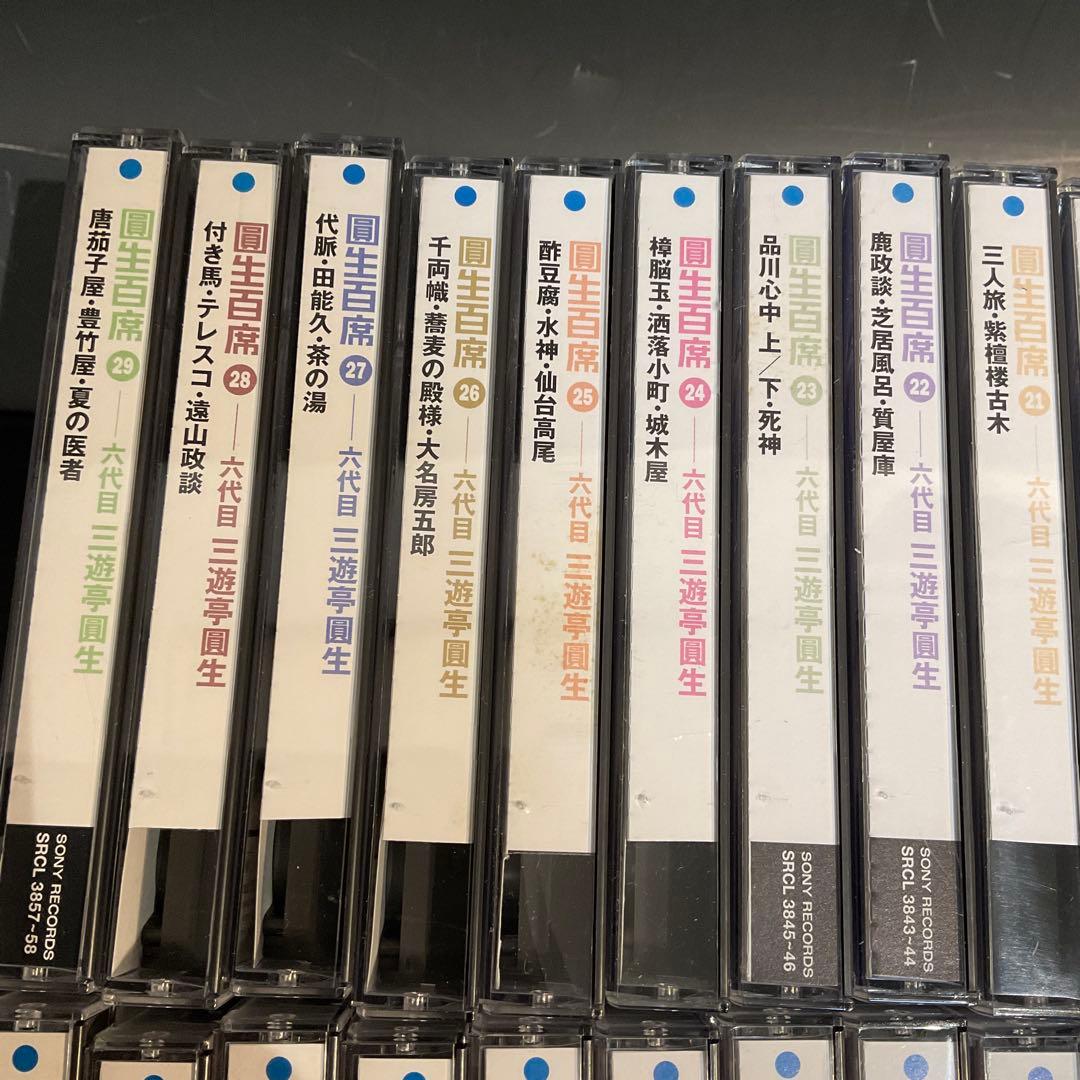 圓生百席 29 六代目 三遊亭圓生
唐茄子屋・豊竹屋・夏の医者
SONY RECORDS
SRCL 3857~58
圓生百席 28 六代目 三遊亭圓生
付き馬・テレスコ・遠山政談
圓生百席 27 六代目 三遊亭圓生
代脈・田能久・茶の湯
圓生百席 26 六代目 三遊亭圓生
千両幟・蕎麦の殿様・大名房五郎
圓生百席 25 六代目 三遊亭圓生
酢豆腐・水神・仙台高尾
圓生百席 24 六代目 三遊亭圓生
樟脳玉・洒落小町・城木屋
圓生百席 23 六代目 三遊亭圓生
品川心中 上/下・死神
SONY RECORDS
SRCL 3845~46
圓生百席 22 六代目 三遊亭圓生
鹿政談・芝居風呂・質屋庫
SONY RECORDS
SRCL 3843~44
圓生百席 21 六代目 三遊亭圓生
三人旅・紫檀楼古木